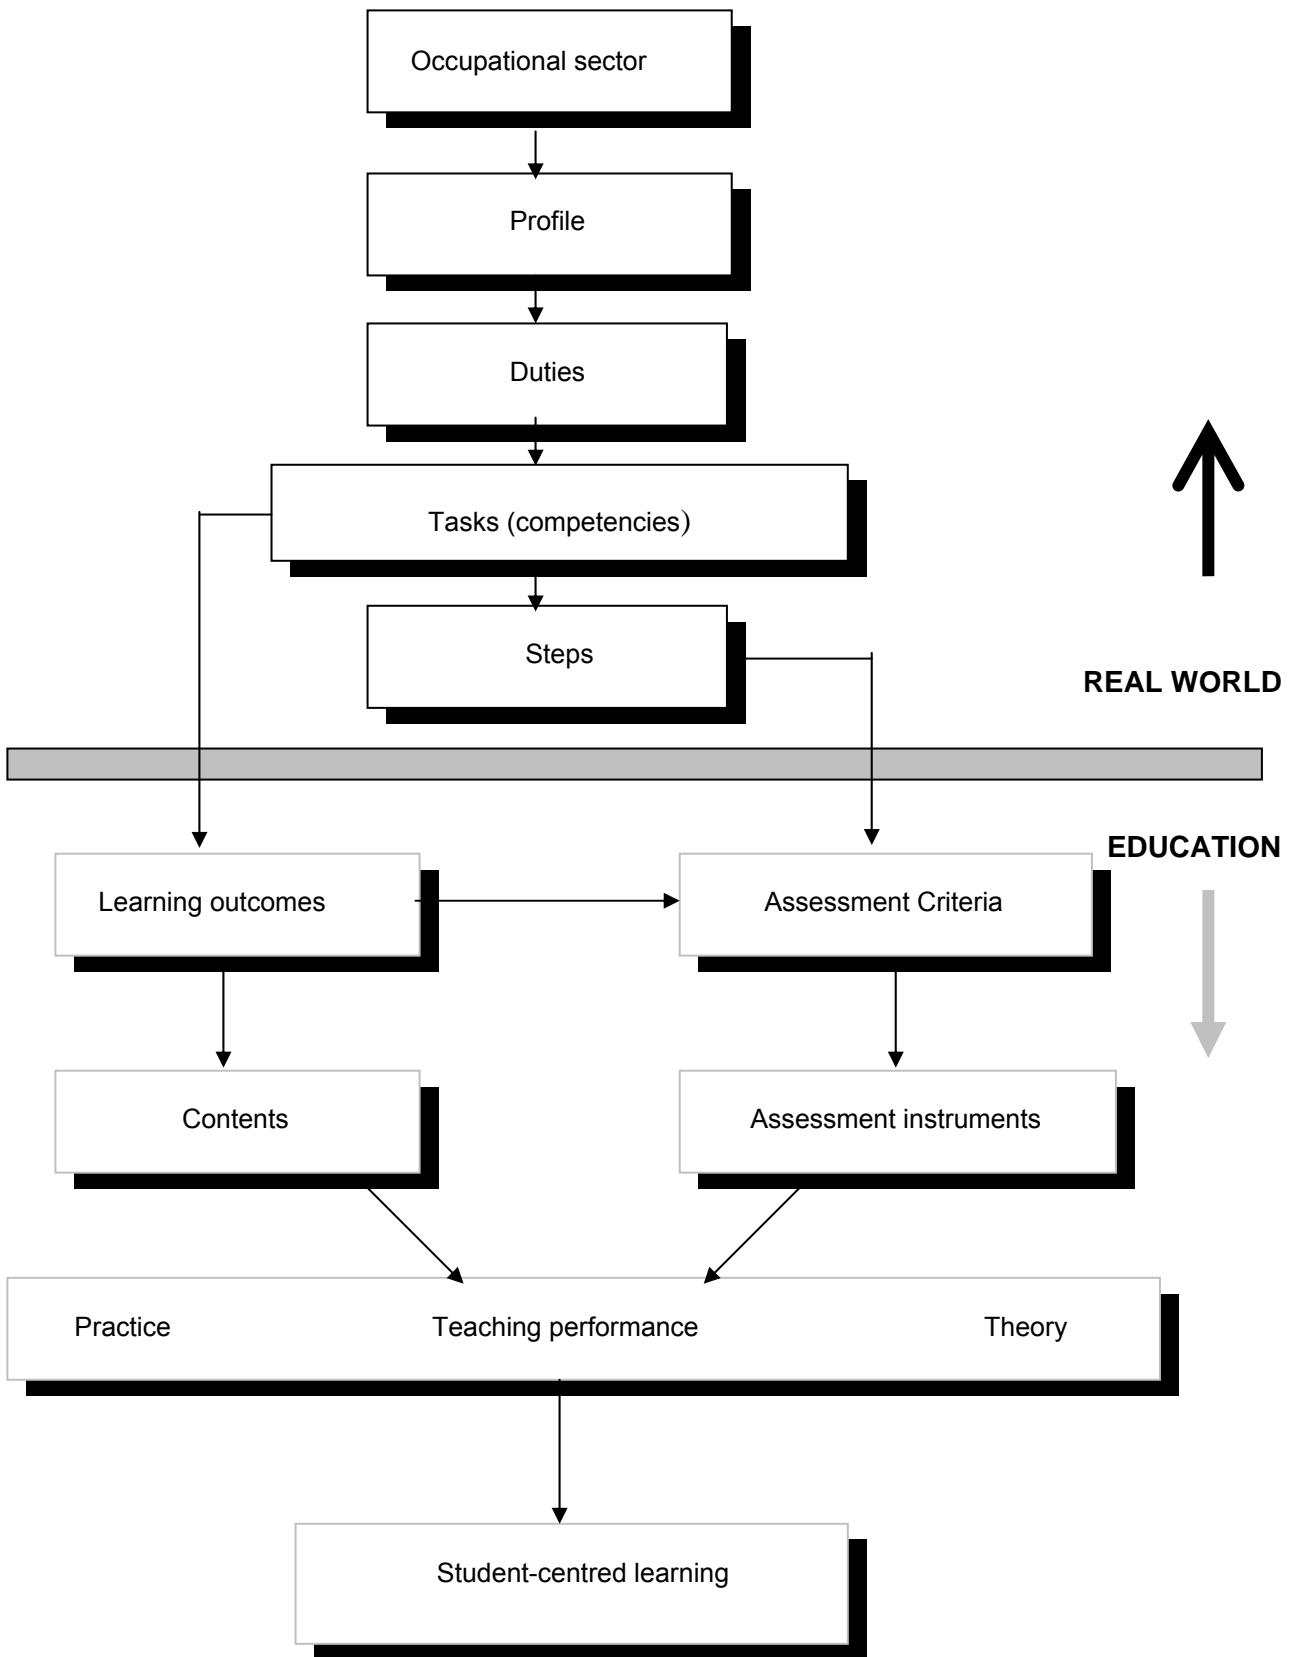 Occupational sector
Profile
Duties
Tasks (competencies)
Steps
REAL WORLD
EDUCATION
Learning outcomes
Assessment Criteria
Contents
Assessment instruments
Practice
Teaching performance
Theory
Student-centred learning